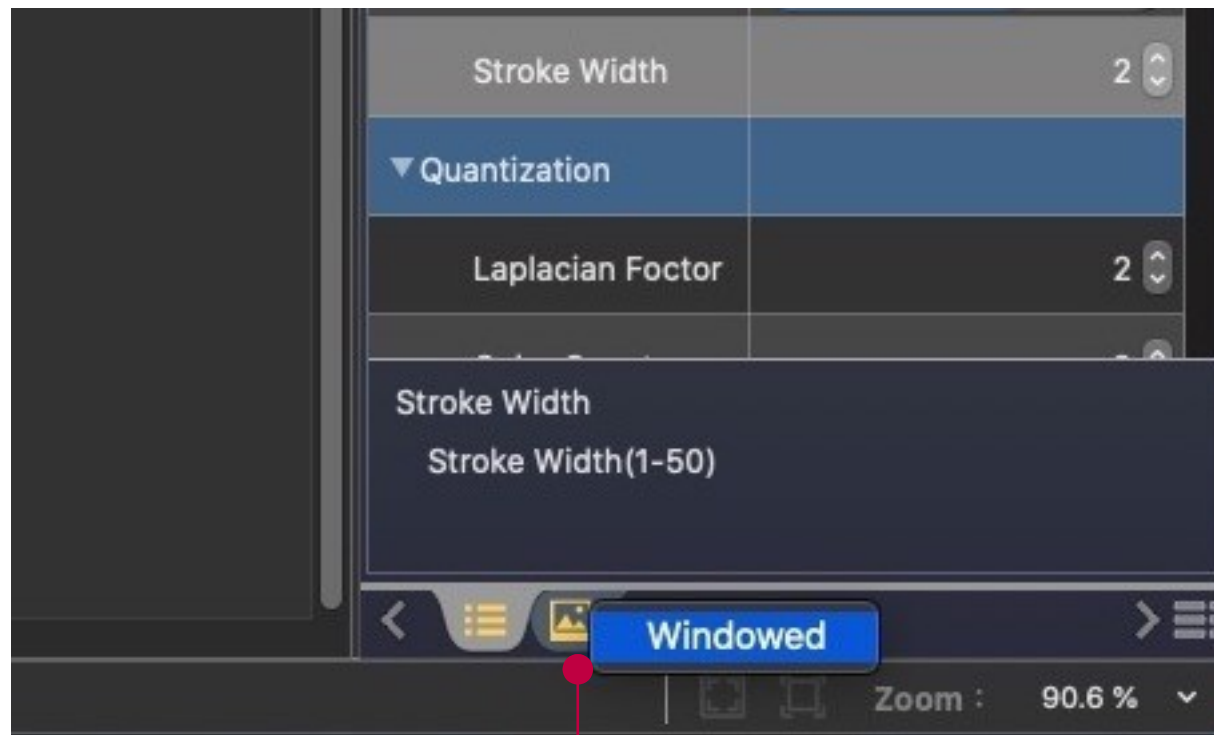 Stroke Width 2
Quantization
Laplacian Foctor 2
Stroke Width
Stroke Width(1-50)
Windowed
Zoom : 90.6 %